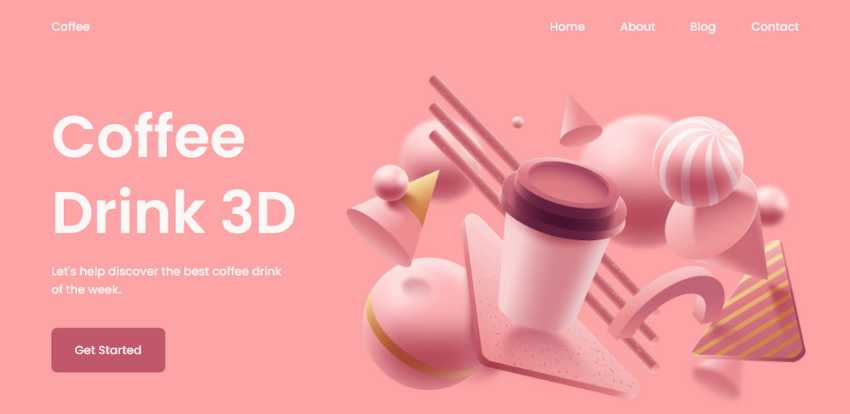 Coffee
Home About Blog Contact
Coffee
Drink 3D
Let's help discover the best coffee drink
of the week.
Get Started